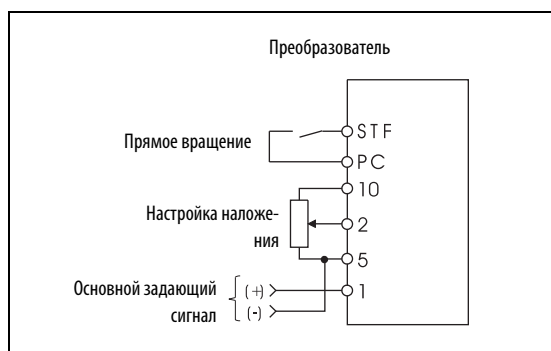 Преобразователь
Прямое вращение
STF
PC
10
Настройка наложе-
ния
2
5
Основной задающий
сигнал
(+)
(-)
1